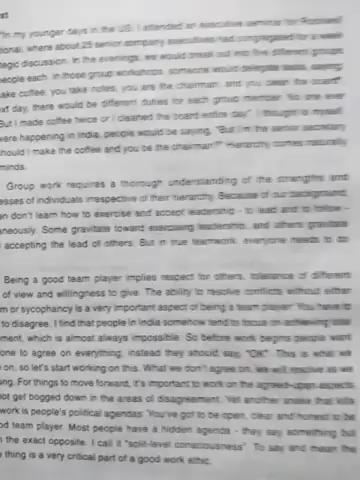 "In my younger days in the US, I attended an executive seminar for Rockwell
tional, where about 25 senior company executives had congregated for a week
tegic discussion. In the evenings, we would break out into five different groups
people each. In those group workshops, someone would delegate tasks, saying,
ake coffee, you take notes, you are the chairman, and you clean the board".
ext day, there would be different duties for each group member. No one ever
But I made coffee twice or I cleaned the board entire day". I thought to myself
were happening in India, people would be saying, "But I'm the senior secretary
should I make the coffee and you be the chairman?" Hierarchy comes naturally
minds.
Group work requires a thorough understanding of the strengths and
esses of individuals irrespective of their hierarchy. Because of our background,
n don't learn how to exercise and accept leadership - to lead and to follow -
aneously. Some gravitate toward exercising leadership, and others gravitate
accepting the lead of others. But in true teamwork, everyone needs to do
Being a good team player implies respect for others, tolerance of different
of view and willingness to give. The ability to resolve conflicts without either
m or sycophancy is a very important aspect of being a team player. You have to
to disagree. I find that people in India somehow tend to focus on achieving total
ment, which is almost always impossible. So before work begins people want
one to agree on everything, instead they should say, "OK". This is what we
on, so let's start working on this. What we don't agree on, we will resolve as we
ng. For things to move forward, it's important to work on the agreed-upon aspects
not get bogged down in the areas of disagreement. Yet another snake that kills
work is people's political agendas. You've got to be open, clear and honest to be
od team player. Most people have a hidden agenda - they say something but
n the exact opposite. I call it "split-level consciousness". To say and mean the
thing is a very critical part of a good work ethic.